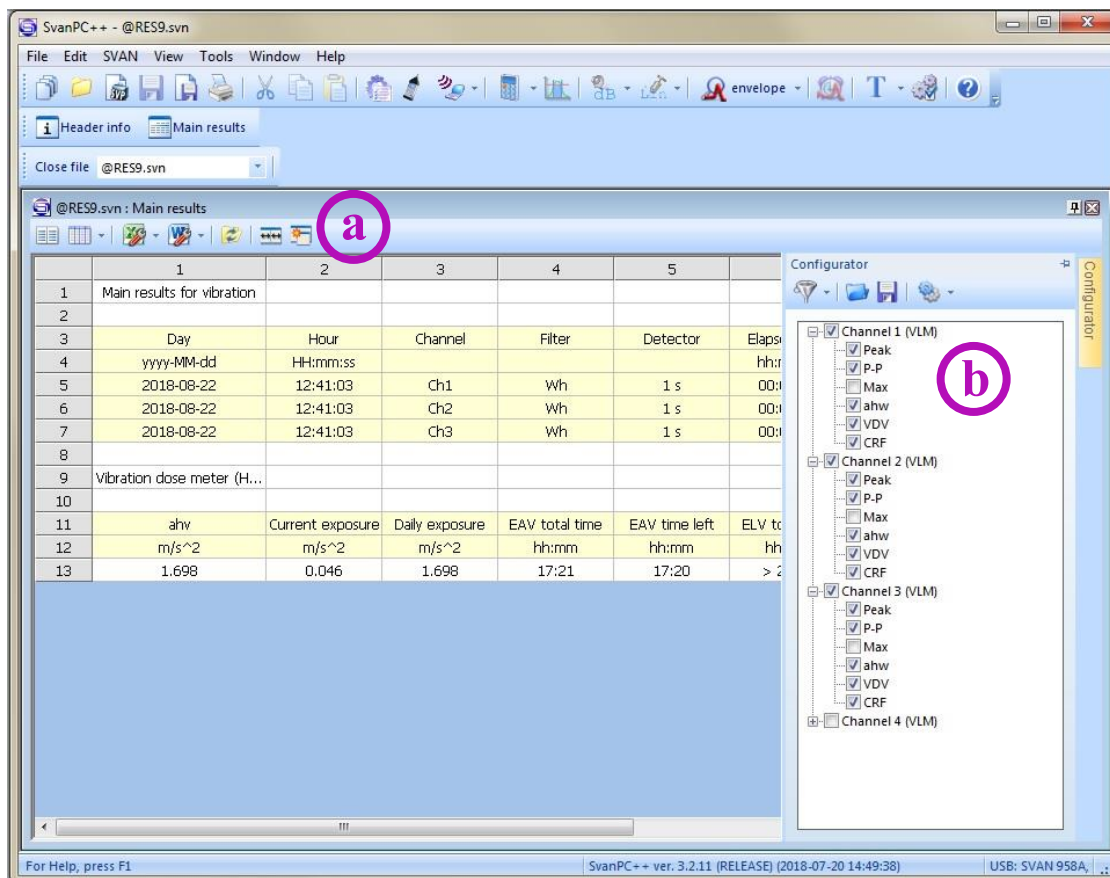 SvanPC++ - @RES9.svn
File Edit SVAN View Tools Window Help
envelope
Header info Main results
Close file @RES9.svn
@RES9.svn : Main results
a
1 2 3 4 5
1 Main results for vibration
2
3 Day Hour Channel Filter Detector
4 yyyy-MM-dd HH:mm:ss
5 2018-08-22 12:41:03 Ch1 Wh 1 s
6 2018-08-22 12:41:03 Ch2 Wh 1 s
7 2018-08-22 12:41:03 Ch3 Wh 1 s
8
9 Vibration dose meter (H...
10
11 ahv Current exposure Daily exposure EAV total time EAV time left
12 m/s^2 m/s^2 m/s^2 hh:mm hh:mm
13 1.698 0.046 1.698 17:21 17:20
Configurator
Configurator
b
Channel 1 (VLM)
Peak
P-P
Max
ahw
VDV
CRF
Channel 2 (VLM)
Peak
P-P
Max
ahw
VDV
CRF
Channel 3 (VLM)
Peak
P-P
Max
ahw
VDV
CRF
Channel 4 (VLM)
For Help, press F1 SvanPC++ ver. 3.2.11 (RELEASE) (2018-07-20 14:49:38) USB: SVAN 958A,